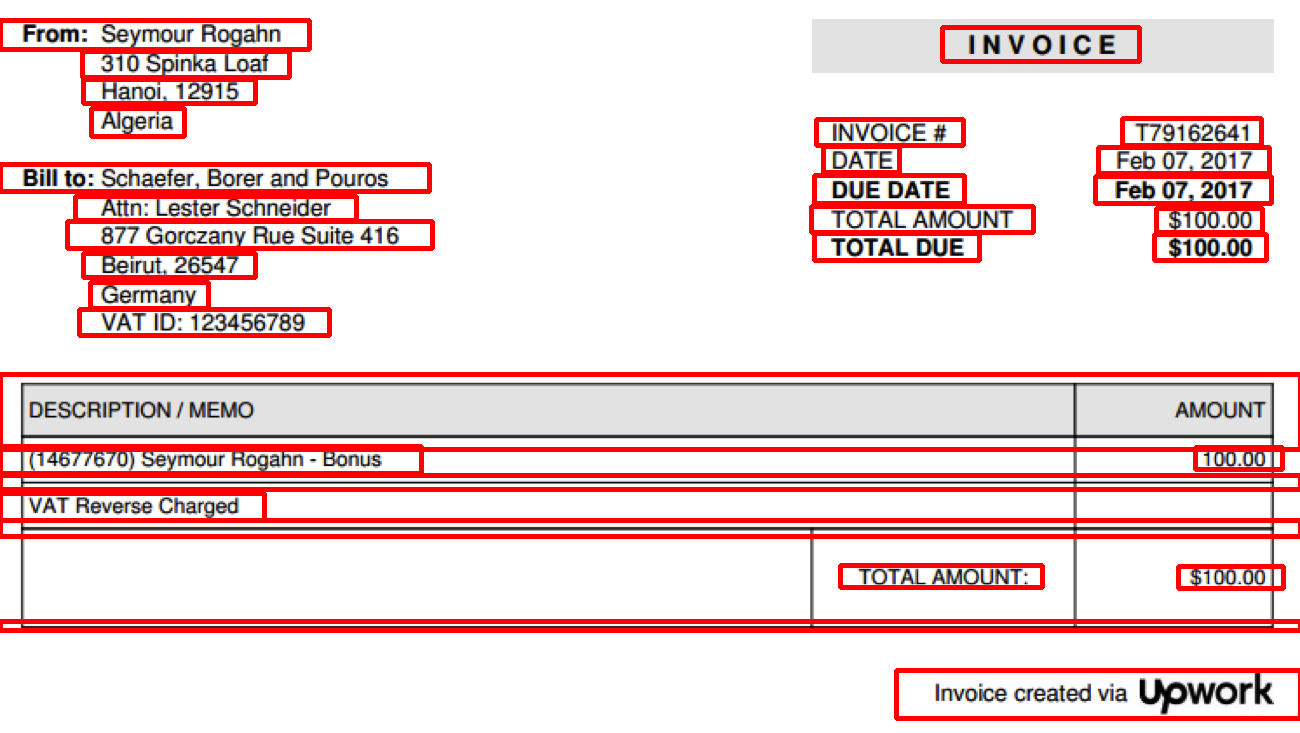 From: Seymour Rogahn
310 Spinka Loaf
Hanoi, 12915
Algeria
INVOICE
INVOICE # T79162641
DATE Feb 07, 2017
DUE DATE Feb 07, 2017
TOTAL AMOUNT $100.00
TOTAL DUE $100.00
Bill to: Schaefer, Borer and Pouros
Attn: Lester Schneider
877 Gorczany Rue Suite 416
Beirut, 26547
Germany
VAT ID: 123456789
DESCRIPTION / MEMO AMOUNT
(14677670) Seymour Rogahn - Bonus 100.00
VAT Reverse Charged
TOTAL AMOUNT: $100.00
Invoice created via Upwork